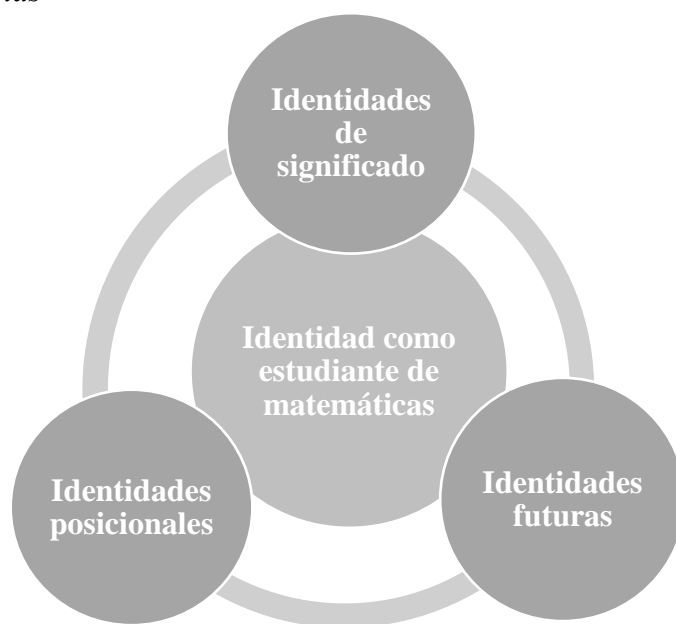 Identidades
de
significado
Identidad como
estudiante de
matemáticas
Identidades
posicionales
Identidades
futuras